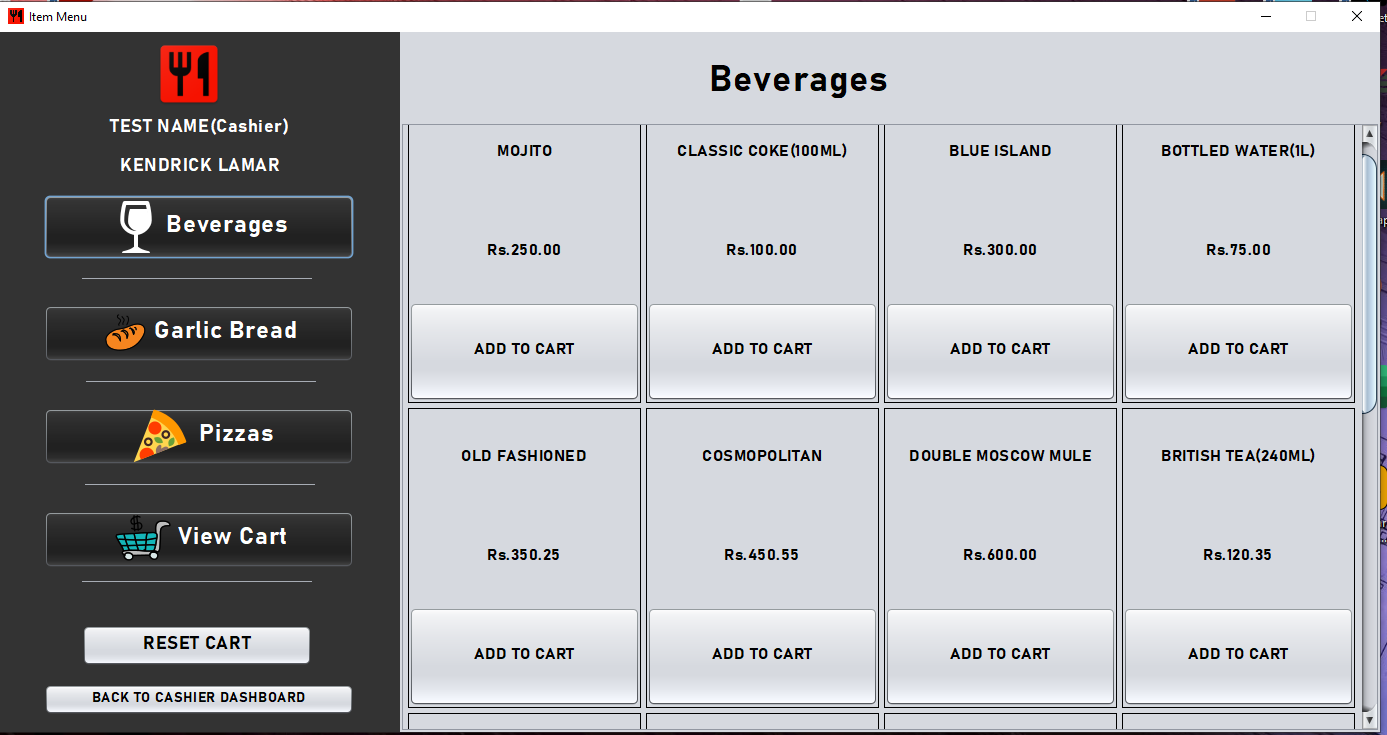 Item Menu
TEST NAME(Cashier)
KENDRICK LAMAR
Beverages
Garlic Bread
Pizzas
$
View Cart
RESET CART
BACK TO CASHIER DASHBOARD
Beverages
MOJITO CLASSIC COKE(100ML) BLUE ISLAND BOTTLED WATER(1L)
Rs.250.00 Rs.100.00 Rs.300.00 Rs.75.00
ADD TO CART ADD TO CART ADD TO CART ADD TO CART
OLD FASHIONED COSMOPOLITAN DOUBLE MOSCOW MULE BRITISH TEA(240ML)
Rs.350.25 Rs.450.55 Rs.600.00 Rs.120.35
ADD TO CART ADD TO CART ADD TO CART ADD TO CART